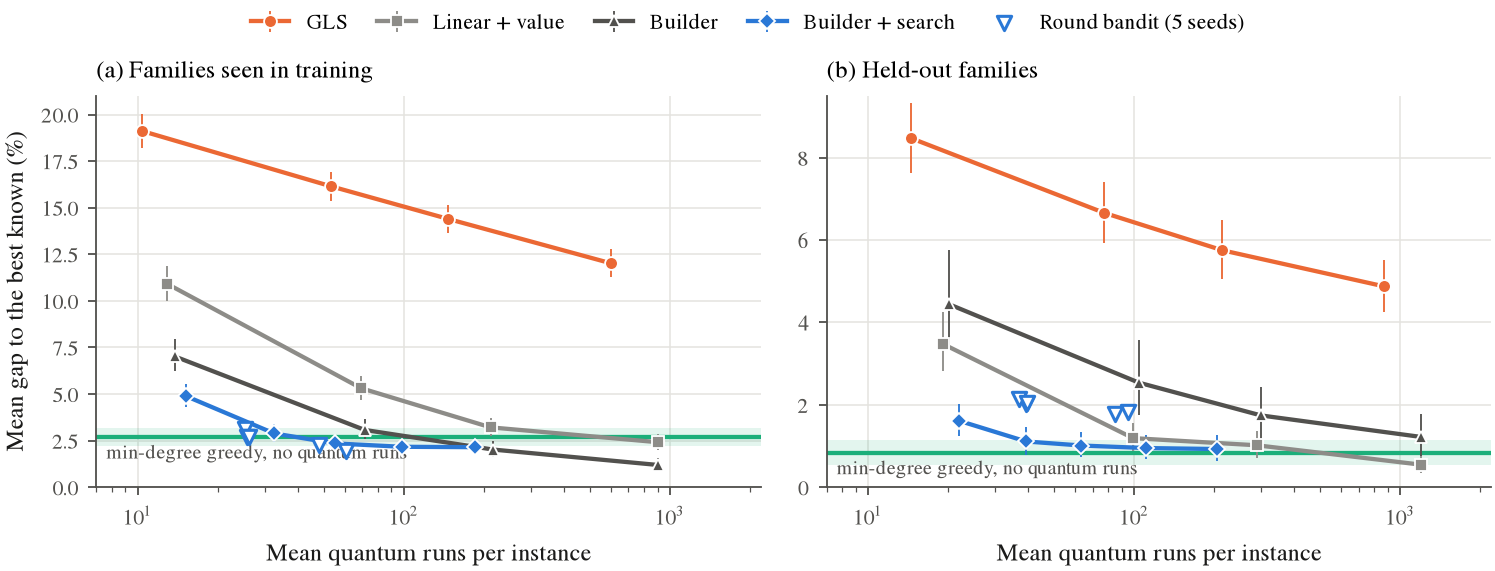 GLS Linear + value Builder Builder + search Round bandit (5 seeds)
(a) Families seen in training
Mean gap to the best known (%)
20.0
17.5
15.0
12.5
10.0
7.5
5.0
2.5
0.0
min-degree greedy, no quantum runs
10¹ 10² 10³
Mean quantum runs per instance
(b) Held-out families
8
6
4
2
0
min-degree greedy, no quantum runs
10¹ 10² 10³
Mean quantum runs per instance